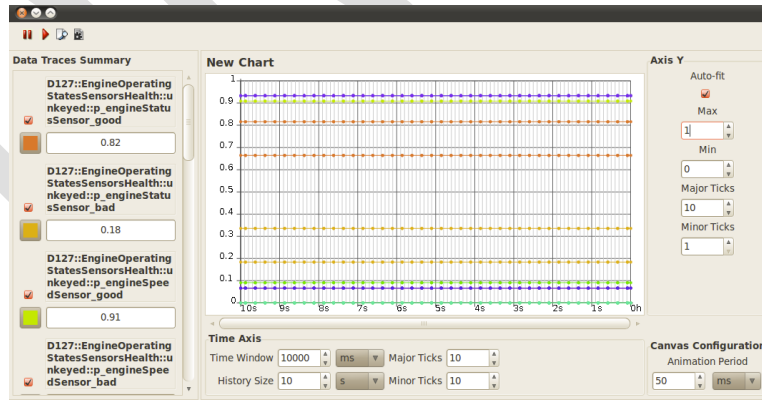 Data Traces Summary
D127::EngineOperating
StatesSensorsHealth::u
nkeyed::p_engineStatu
sSensor_good
0.82
D127::EngineOperating
StatesSensorsHealth::u
nkeyed::p_engineStatu
sSensor_bad
0.18
D127::EngineOperating
StatesSensorsHealth::u
nkeyed::p_engineSpee
dSensor_good
0.91
D127::EngineOperating
StatesSensorsHealth::u
nkeyed::p_engineSpee
dSensor_bad
New Chart
1
0.9
0.8
0.7
0.6
0.5
0.4
0.3
0.2
0.1
0.
10s 9s 8s 7s 6s 5s 4s 3s 2s 1s 0h
Time Axis
Time Window 10000 ms Major Ticks 10
History Size 10 s Minor Ticks 10
Axis Y
Auto-fit
Max
1
Min
0
Major Ticks
10
Minor Ticks
1
Canvas Configuration
Animation Period
50 ms